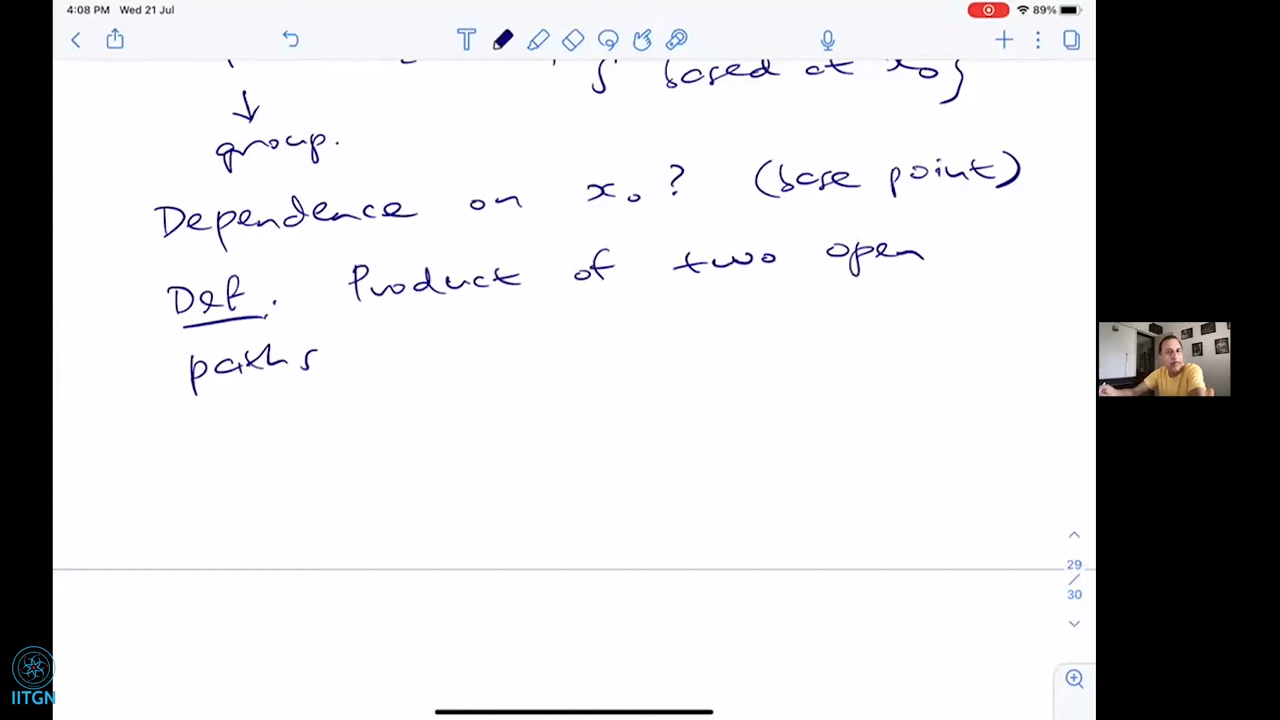 4:08 PM Wed 21 Jul
89%
based at x₀}
group.
Dependence on x₀ ? (base point)
Def. Product of two open
paths
29
30
IITGN